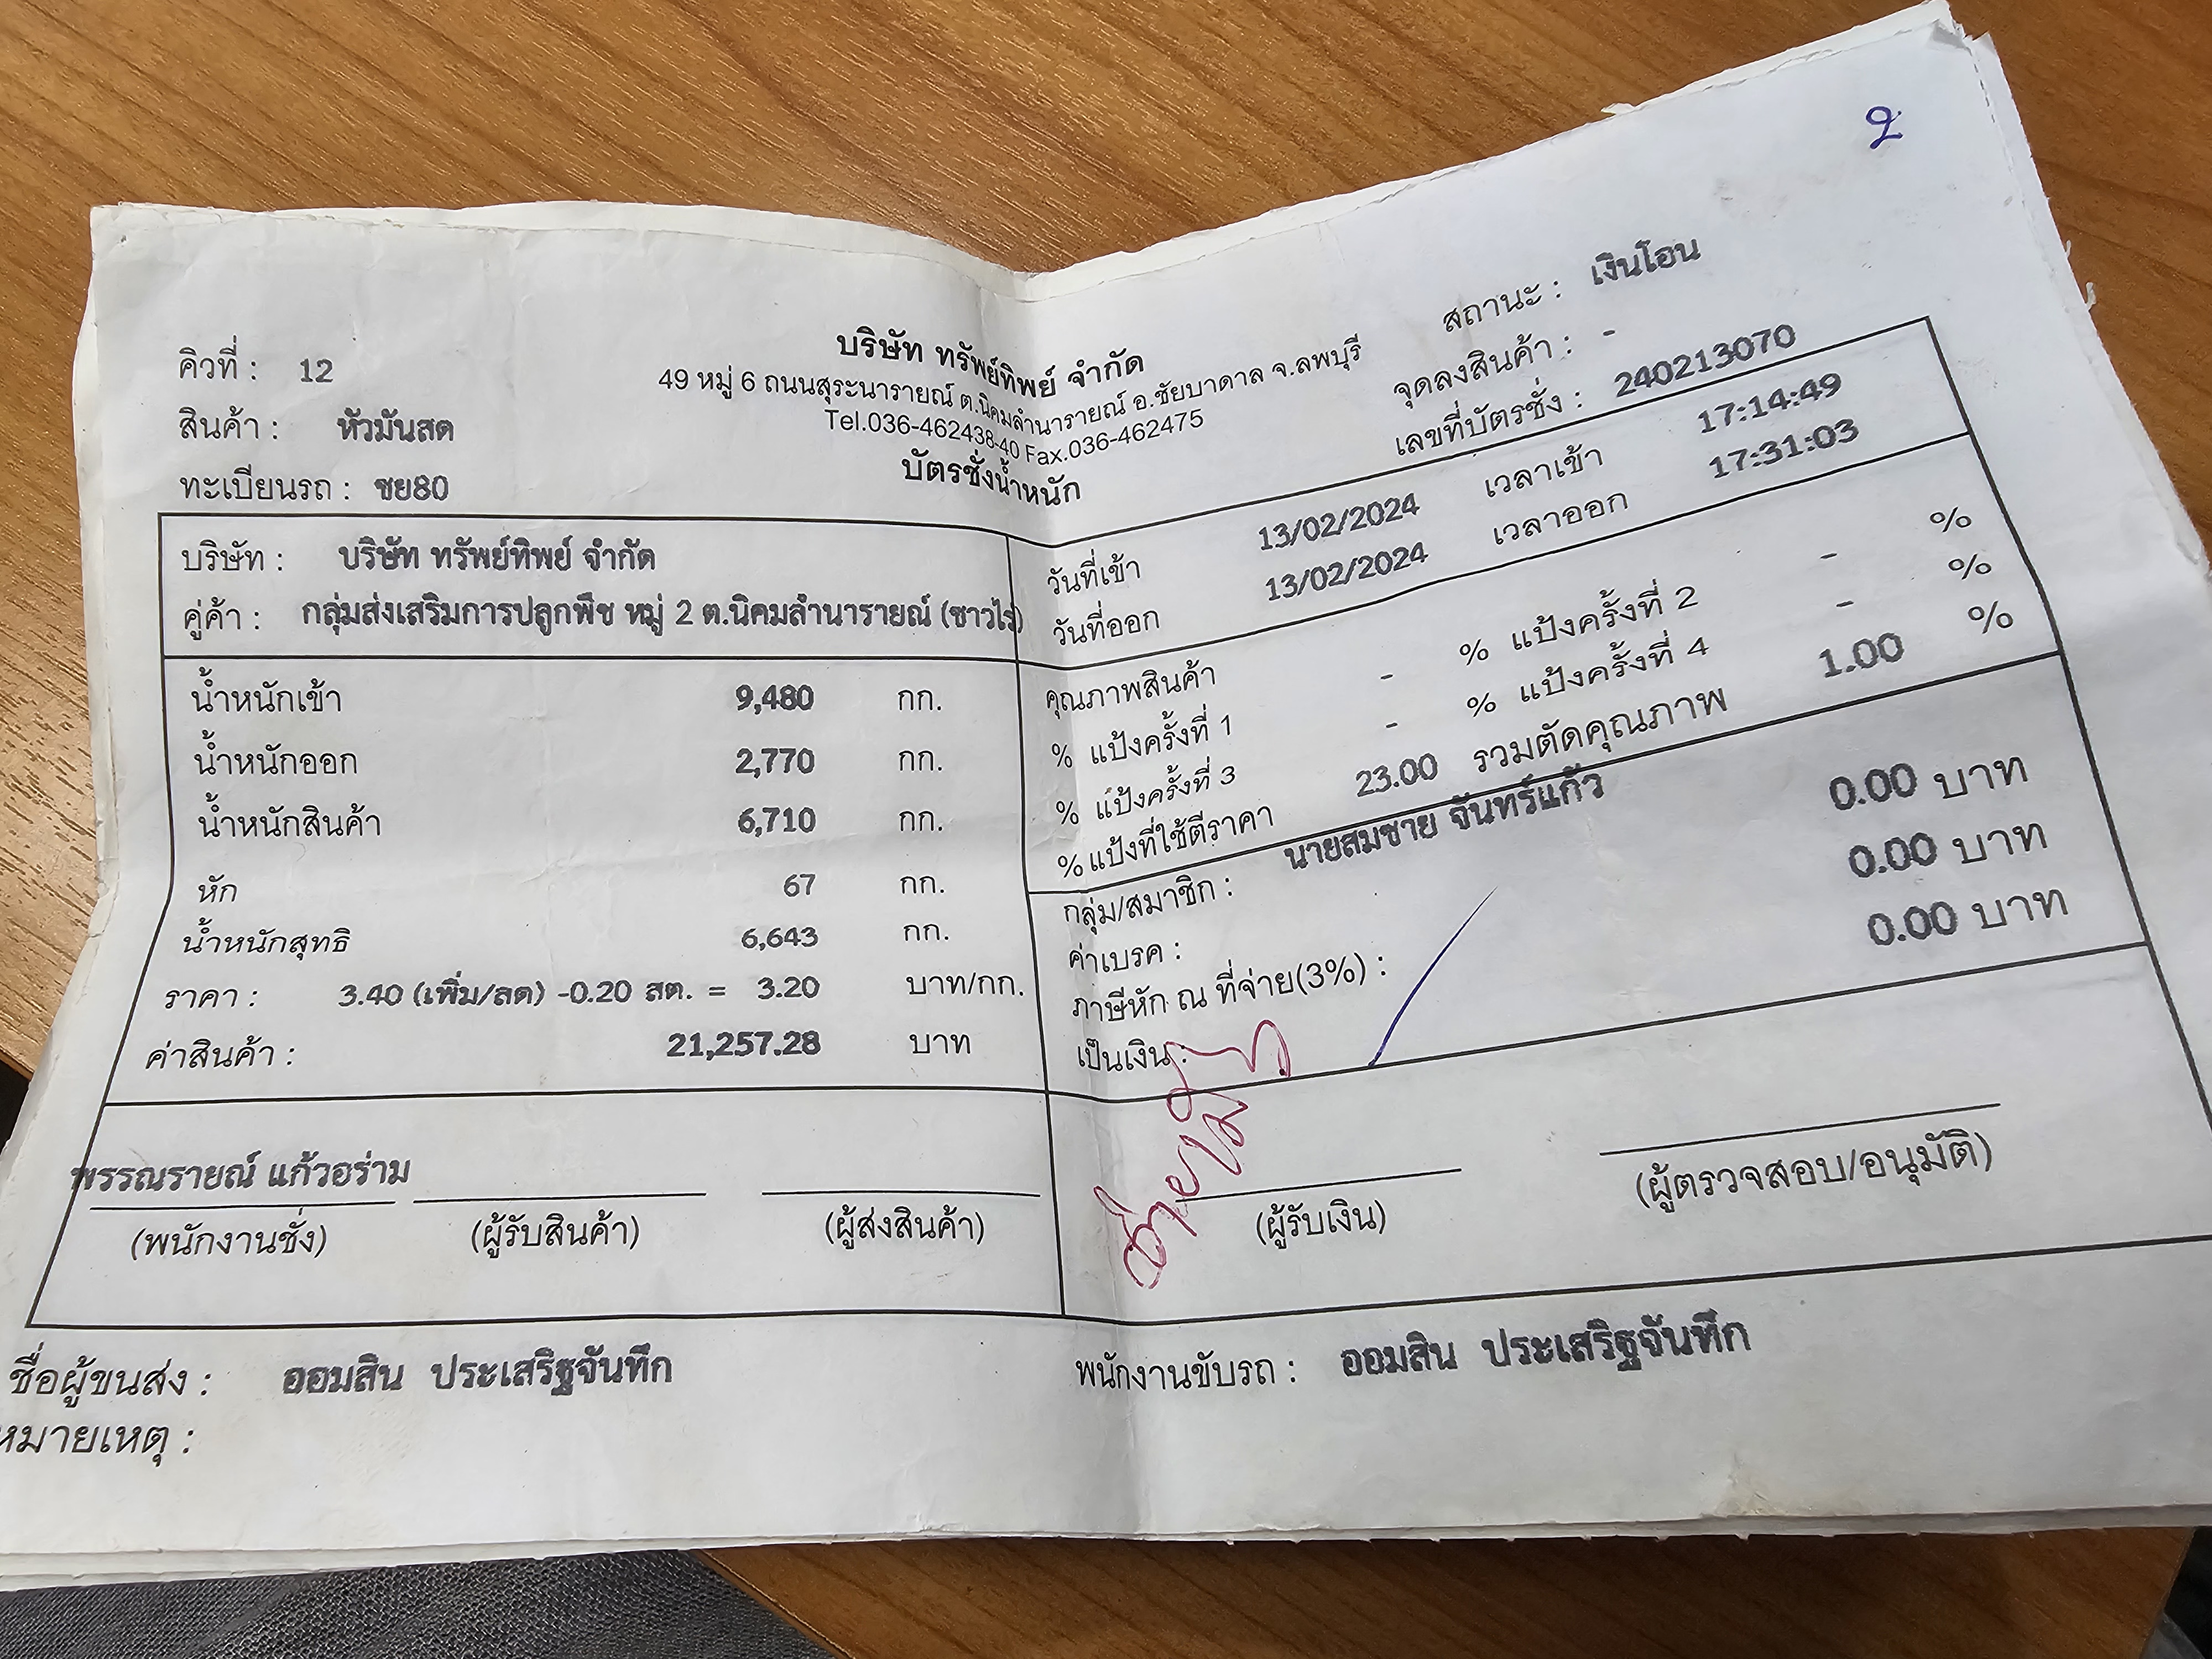 2
สถานะ : เงินโอน
จุดลงสินค้า : -
เลขที่บัตรชั่ง : 240213070
คิวที่ : 12
สินค้า : หัวมันสด
ทะเบียนรถ : ชย80
บริษัท ทรัพย์ทิพย์ จำกัด
49 หมู่ 6 ถนนสุระนารายณ์ ต.นิคมลำนารายณ์ อ.ชัยบาดาล จ.ลพบุรี
Tel.036-462438-40 Fax.036-462475
บัตรชั่งน้ำหนัก
บริษัท : บริษัท ทรัพย์ทิพย์ จำกัด
คู่ค้า : กลุ่มส่งเสริมการปลูกพืช หมู่ 2 ต.นิคมลำนารายณ์ (ชาวไร่)
วันที่เข้า 13/02/2024 เวลาเข้า 17:14:49
วันที่ออก 13/02/2024 เวลาออก 17:31:03
น้ำหนักเข้า 9,480 กก.
น้ำหนักออก 2,770 กก.
น้ำหนักสินค้า 6,710 กก.
หัก 67 กก.
น้ำหนักสุทธิ 6,643 กก.
ราคา : 3.40 (เพิ่ม/ลด) -0.20 สต. = 3.20 บาท/กก.
ค่าสินค้า : 21,257.28 บาท
คุณภาพสินค้า
% แป้งครั้งที่ 1 - % แป้งครั้งที่ 2 - %
% แป้งครั้งที่ 3 - % แป้งครั้งที่ 4 - %
% แป้งที่ใช้ตีราคา 23.00 รวมตัดคุณภาพ 1.00 %
กลุ่ม/สมาชิก : นายสมชาย จันทร์แก้ว
ค่าเบรค : 0.00 บาท
ภาษีหัก ณ ที่จ่าย(3%) : 0.00 บาท
เป็นเงิน : 0.00 บาท
พรรณรายณ์ แก้วอร่าม
(พนักงานชั่ง) (ผู้รับสินค้า) (ผู้ส่งสินค้า) (ผู้รับเงิน) (ผู้ตรวจสอบ/อนุมัติ)
ชื่อผู้ขนส่ง : ออมสิน ประเสริฐจันทึก พนักงานขับรถ : ออมสิน ประเสริฐจันทึก
หมายเหตุ :